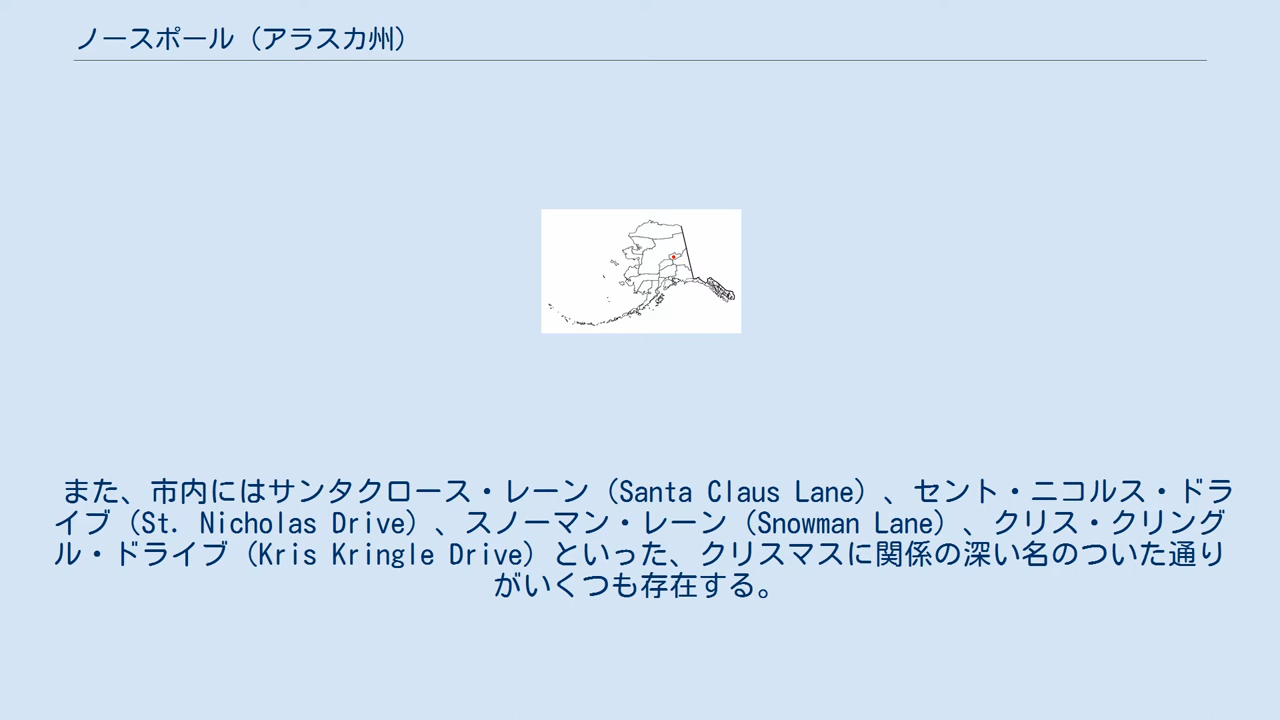 ノースポール（アラスカ州）
また、市内にはサンタクロース・レーン（Santa Claus Lane）、セント・ニコルス・ドラ
イブ（St. Nicholas Drive）、スノーマン・レーン（Snowman Lane）、クリス・クリング
ル・ドライブ（Kris Kringle Drive）といった、クリスマスに関係の深い名のついた通り
がいくつも存在する。